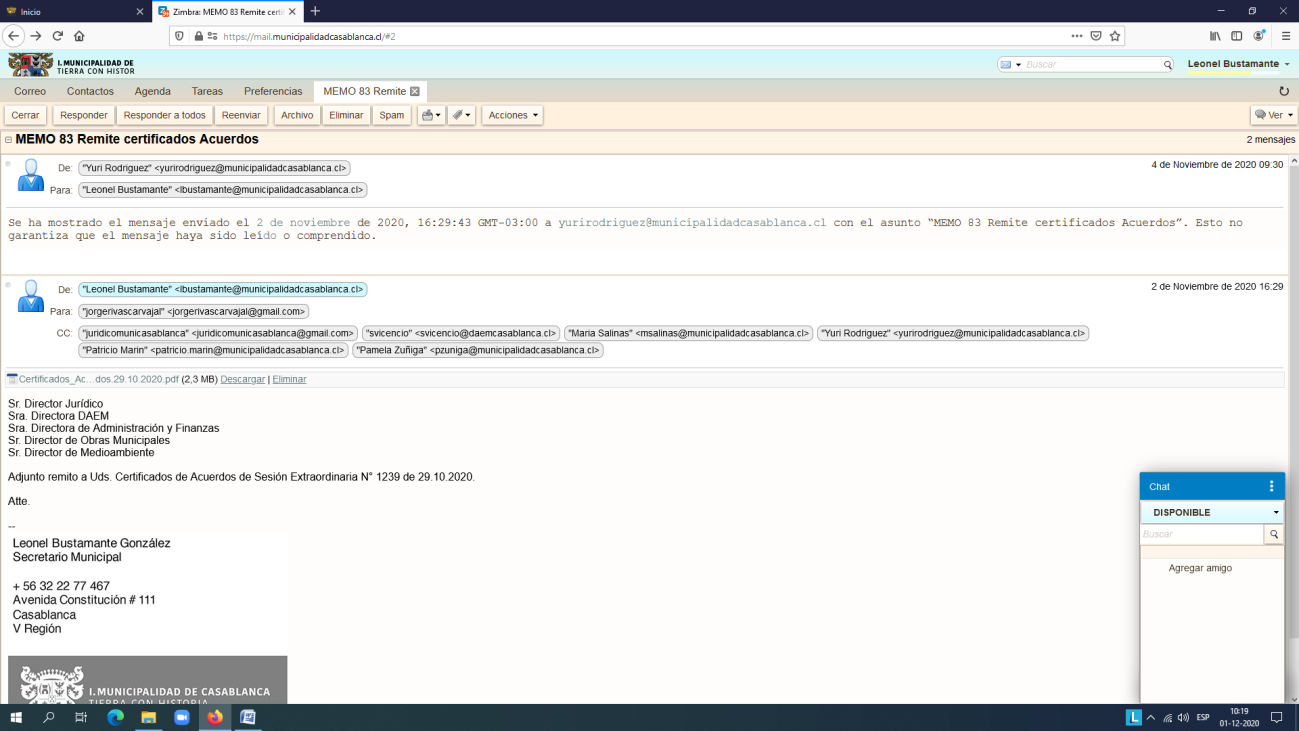 Inicio
Zimbra: MEMO 83 Remite certi
https://mail.municipalidadcasablanca.cl/#2
I. MUNICIPALIDAD DE
TIERRA CON HISTOR
Buscar
Leonel Bustamante
Correo Contactos Agenda Tareas Preferencias MEMO 83 Remite
Cerrar Responder Responder a todos Reenviar Archivo Eliminar Spam Acciones Ver
MEMO 83 Remite certificados Acuerdos 2 mensajes
De: "Yuri Rodriguez" <yurirodriguez@municipalidadcasablanca.cl> 4 de Noviembre de 2020 09:30
Para: "Leonel Bustamante" <lbustamante@municipalidadcasablanca.cl>
Se ha mostrado el mensaje enviado el 2 de noviembre de 2020, 16:29:43 GMT-03:00 a yurirodriguez@municipalidadcasablanca.cl con el asunto “MEMO 83 Remite certificados Acuerdos”. Esto no
garantiza que el mensaje haya sido leído o comprendido.
De: "Leonel Bustamante" <lbustamante@municipalidadcasablanca.cl> 2 de Noviembre de 2020 16:29
Para: "jorgerivascarvajal" <jorgerivascarvajal@gmail.com>
CC: "juridicomunicasablanca" <juridicomunicasablanca@gmail.com> "svicencio" <svicencio@daemcasablanca.cl> "Maria Salinas" <msalinas@municipalidadcasablanca.cl> "Yuri Rodriguez" <yurirodriguez@municipalidadcasablanca.cl>
"Patricio Marin" <patricio.marin@municipalidadcasablanca.cl> "Pamela Zuñiga" <pzuniga@municipalidadcasablanca.cl>
Certificados_Ac…dos.29.10.2020.pdf (2,3 MB) Descargar | Eliminar
Sr. Director Jurídico
Sra. Directora DAEM
Sra. Directora de Administración y Finanzas
Sr. Director de Obras Municipales
Sr. Director de Medioambiente
Adjunto remito a Uds. Certificados de Acuerdos de Sesión Extraordinaria N° 1239 de 29.10.2020.
Atte.
--
Leonel Bustamante González
Secretario Municipal
+ 56 32 22 77 467
Avenida Constitución # 111
Casablanca
V Región
I.MUNICIPALIDAD DE CASABLANCA
TIERRA CON HISTORIA
Chat
DISPONIBLE
Buscar
Agregar amigo
L ESP
10:19
01-12-2020